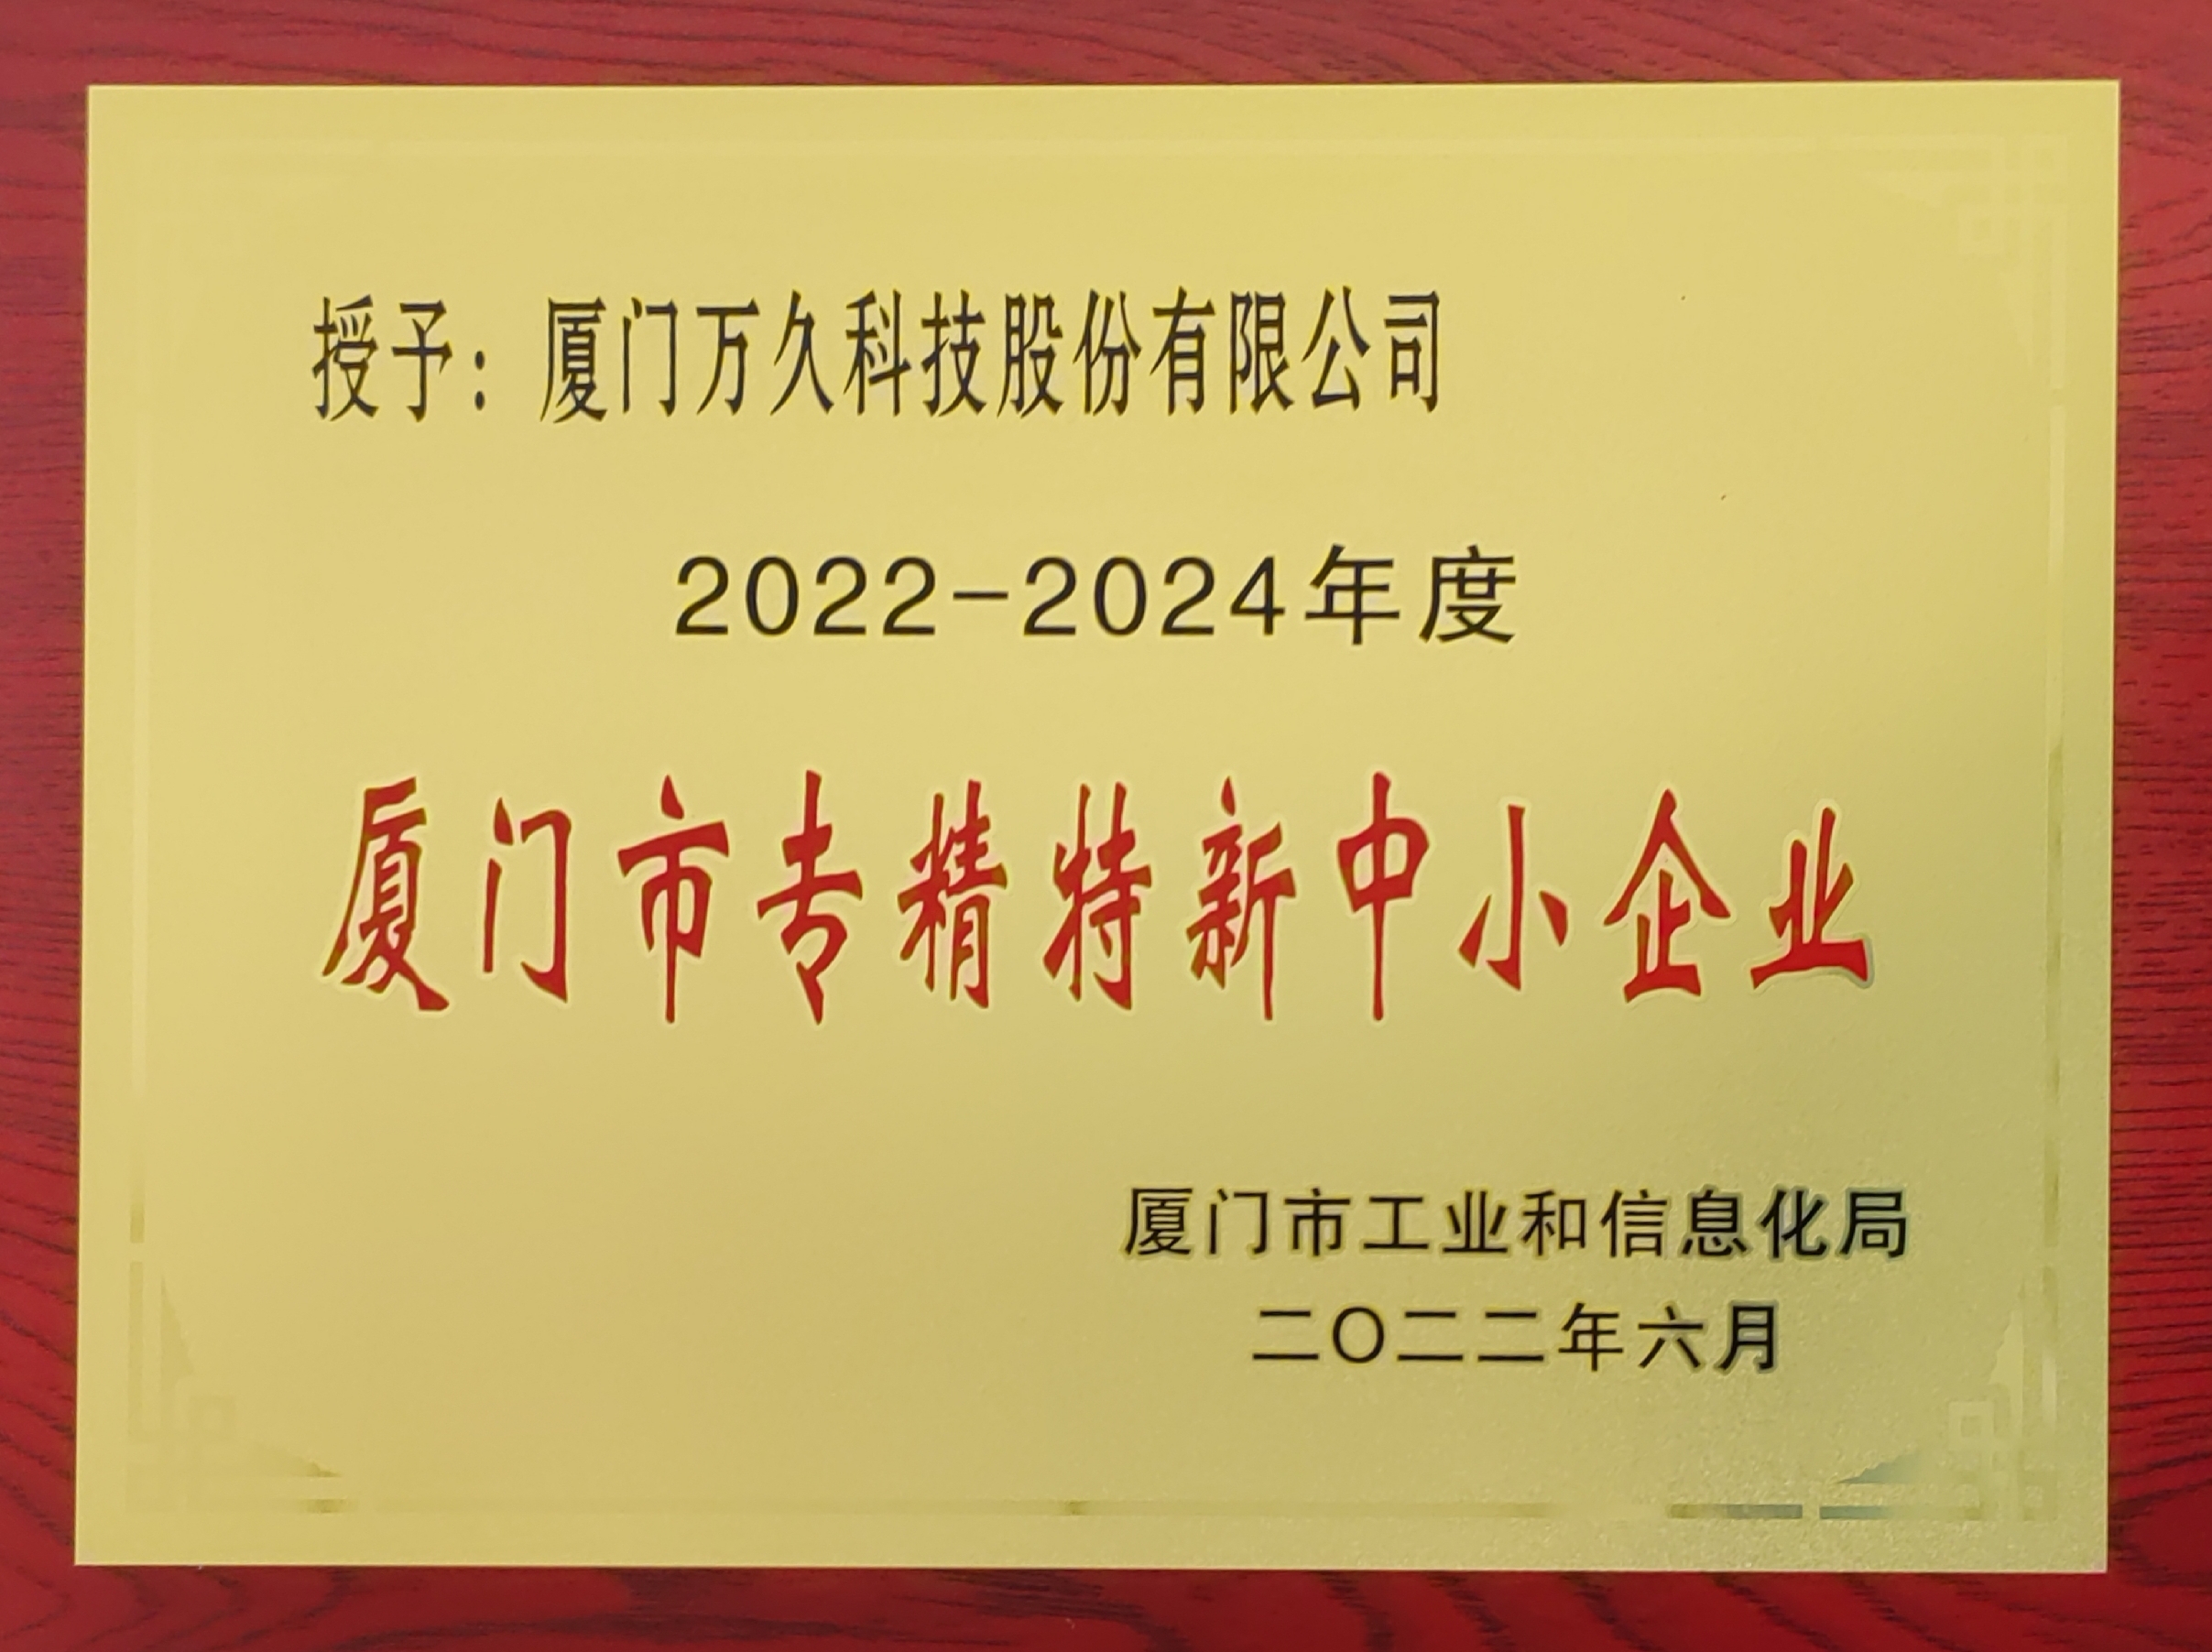 授予：厦门万久科技股份有限公司
2022-2024年度
厦门市专精特新中小企业
厦门市工业和信息化局
二〇二二年六月